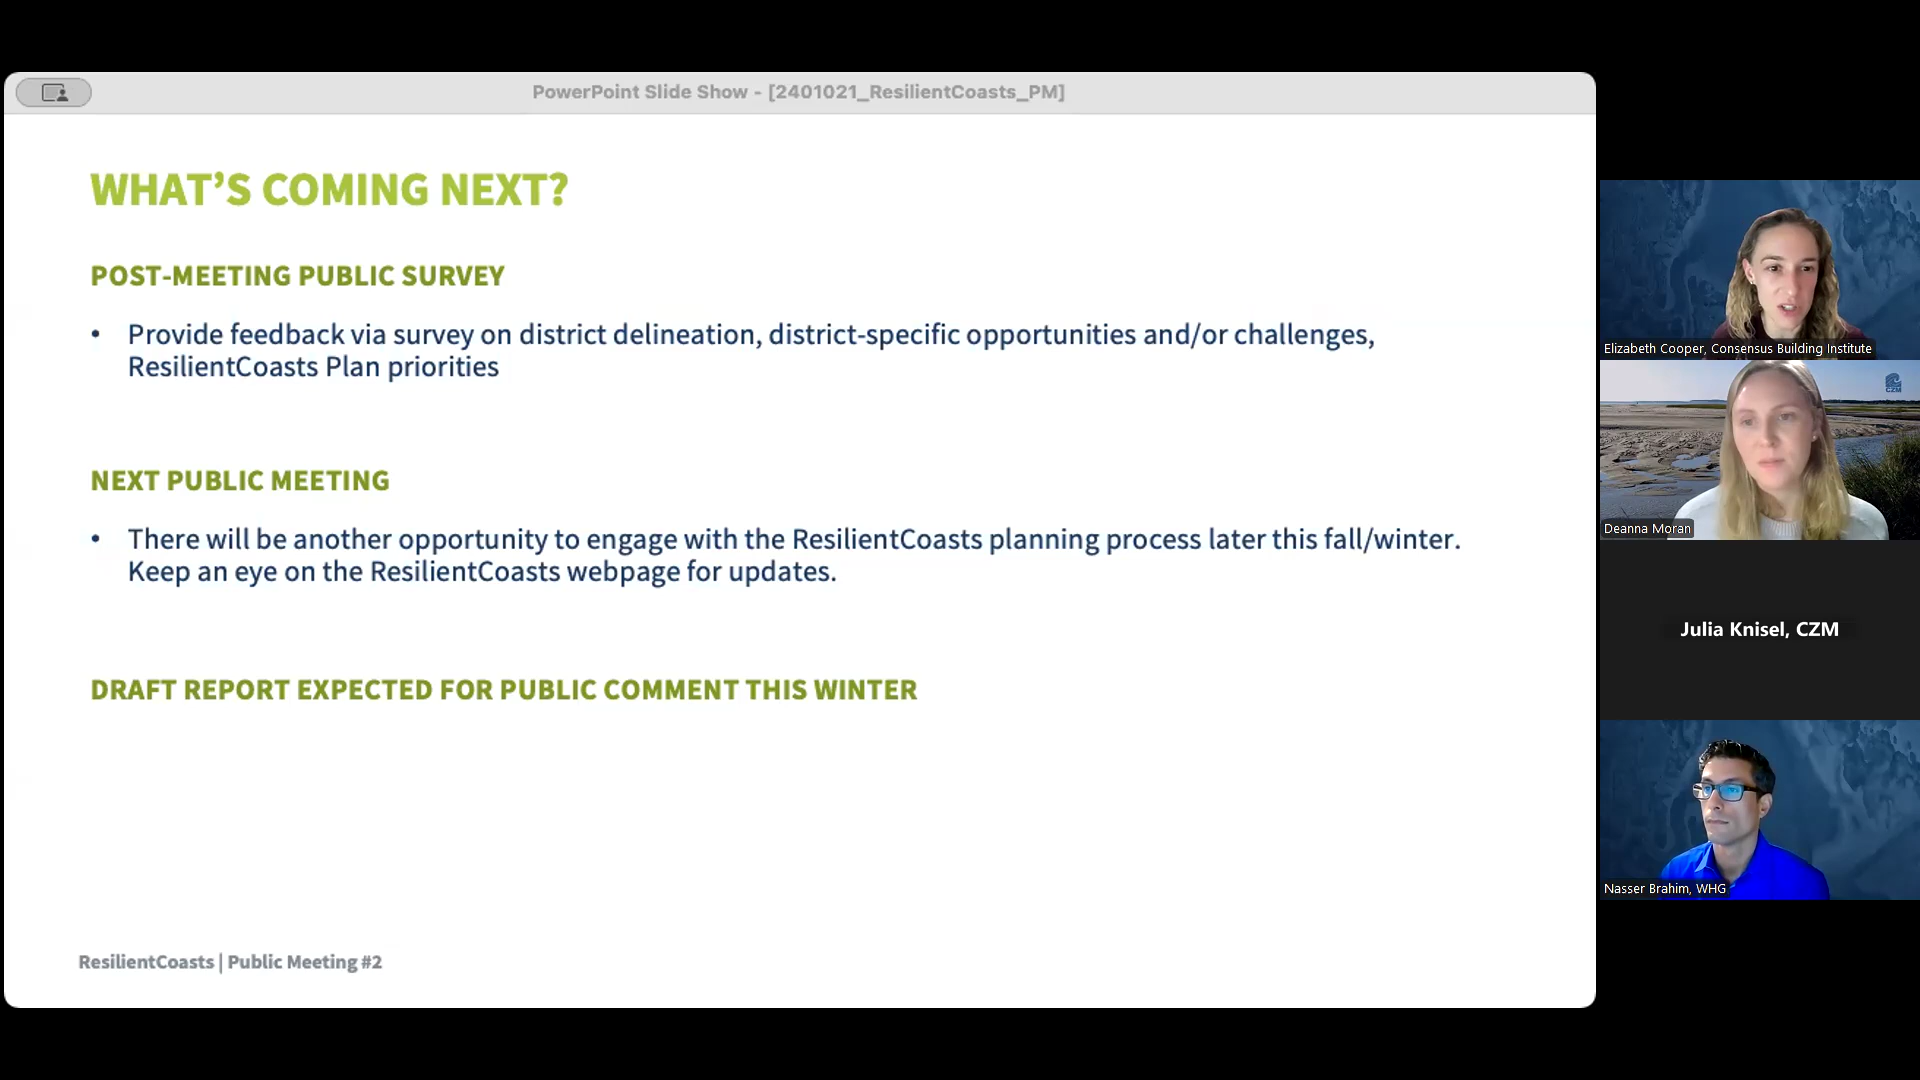 PowerPoint Slide Show - [2401021_ResilientCoasts_PM]
WHAT’S COMING NEXT?
POST-MEETING PUBLIC SURVEY
• Provide feedback via survey on district delineation, district-specific opportunities and/or challenges,
ResilientCoasts Plan priorities
NEXT PUBLIC MEETING
• There will be another opportunity to engage with the ResilientCoasts planning process later this fall/winter.
Keep an eye on the ResilientCoasts webpage for updates.
DRAFT REPORT EXPECTED FOR PUBLIC COMMENT THIS WINTER
ResilientCoasts | Public Meeting #2
Elizabeth Cooper, Consensus Building Institute
CZM
Deanna Moran
Julia Knisel, CZM
Nasser Brahim, WHG